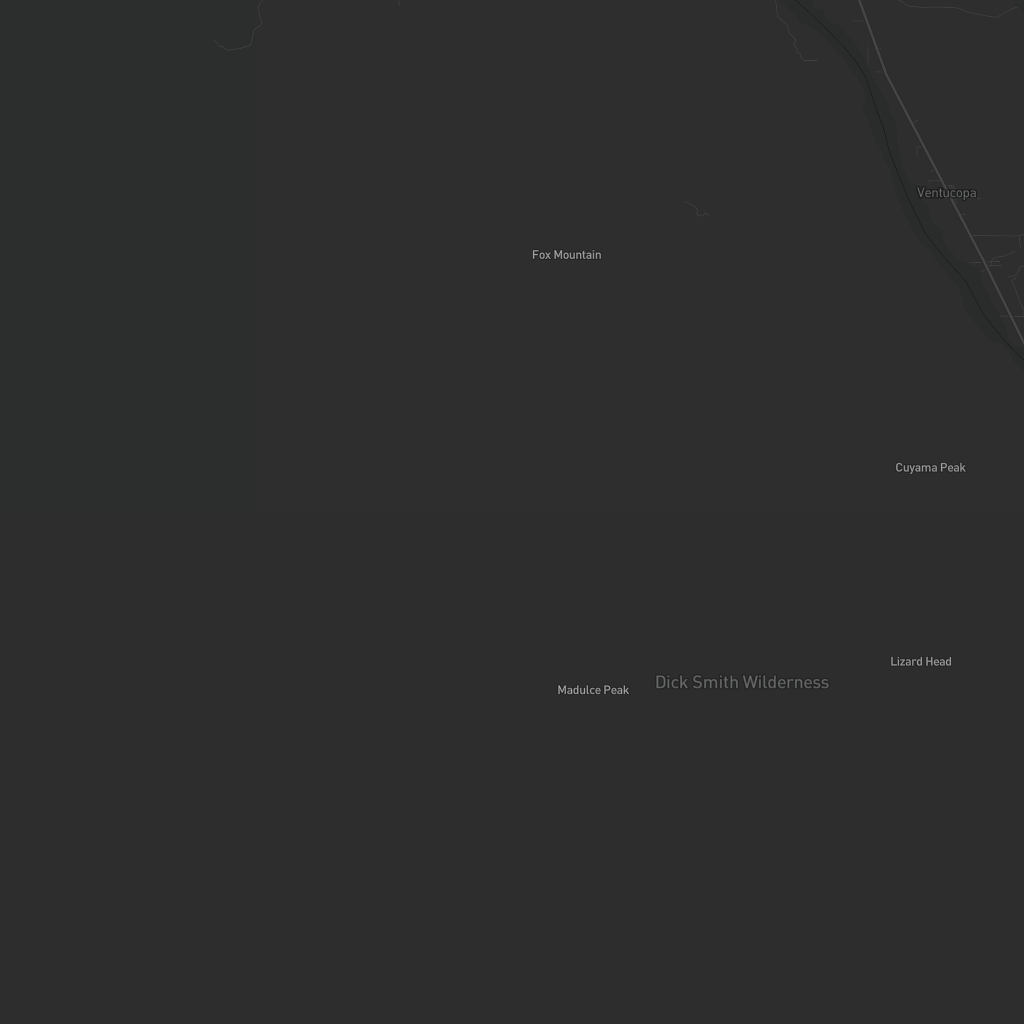 Ventucopa
Fox Mountain
Cuyama Peak
Lizard Head
Dick Smith Wilderness
Madulce Peak